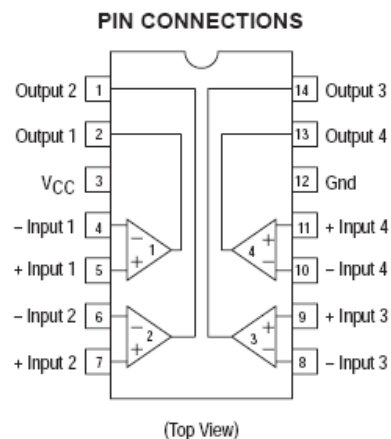 PIN CONNECTIONS
Output 2 1 14 Output 3
Output 1 2 13 Output 4
VCC 3 12 Gnd
– Input 1 4 − 1 + 11 + Input 4
+ Input 1 5 + 4 − 10 – Input 4
– Input 2 6 − 2 + 9 + Input 3
+ Input 2 7 + 3 − 8 – Input 3
(Top View)